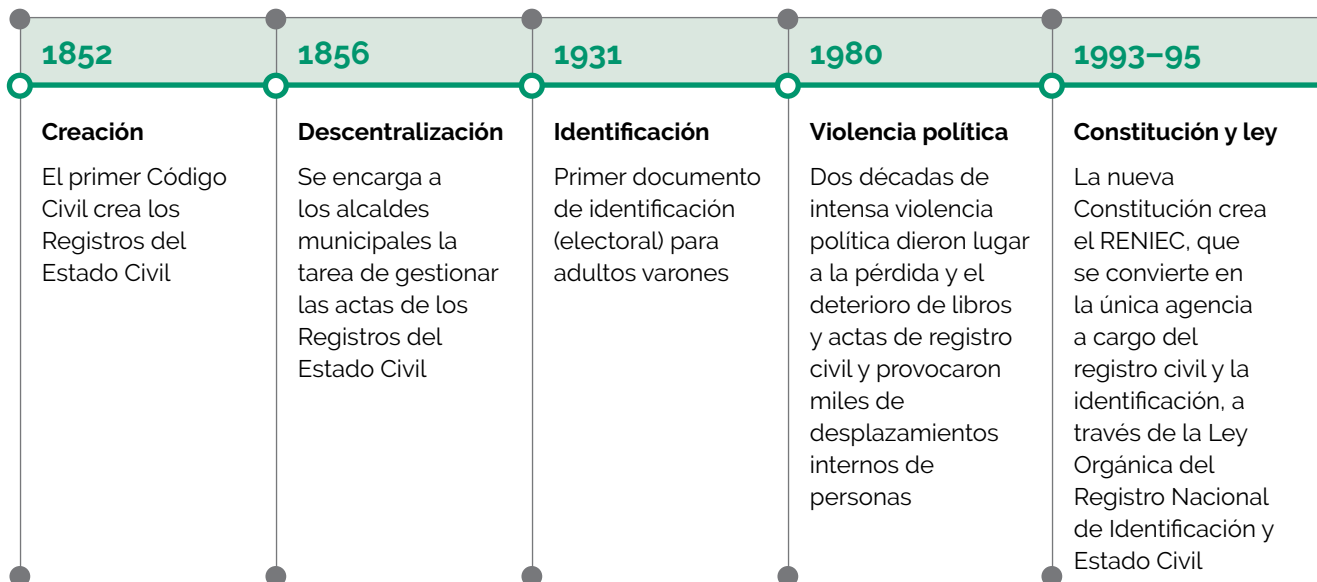 1852
Creación
El primer Código
Civil crea los
Registros del
Estado Civil
1856
Descentralización
Se encarga a
los alcaldes
municipales la
tarea de gestionar
las actas de los
Registros del
Estado Civil
1931
Identificación
Primer documento
de identificación
(electoral) para
adultos varones
1980
Violencia política
Dos décadas de
intensa violencia
política dieron lugar
a la pérdida y el
deterioro de libros
y actas de registro
civil y provocaron
miles de
desplazamientos
internos de
personas
1993–95
Constitución y ley
La nueva
Constitución crea
el RENIEC, que
se convierte en
la única agencia
a cargo del
registro civil y la
identificación, a
través de la Ley
Orgánica del
Registro Nacional
de Identificación y
Estado Civil